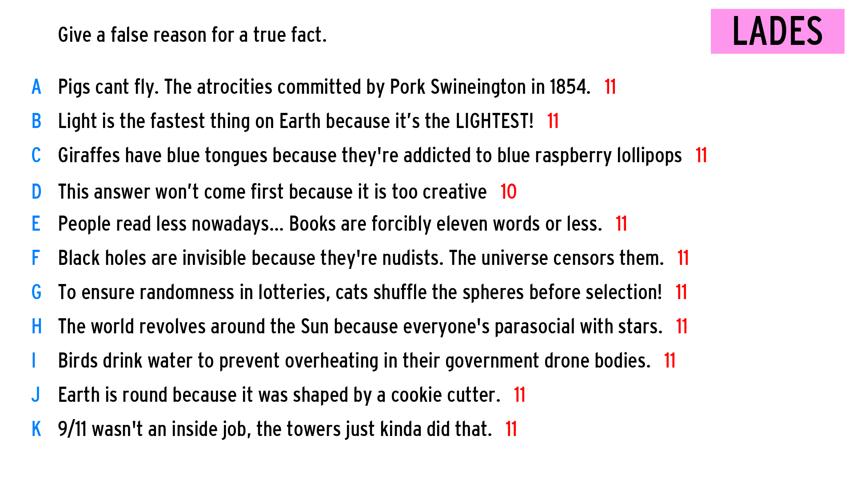 Give a false reason for a true fact.
LADES
A Pigs cant fly. The atrocities committed by Pork Swineington in 1854. 11
B Light is the fastest thing on Earth because it’s the LIGHTEST! 11
C Giraffes have blue tongues because they're addicted to blue raspberry lollipops 11
D This answer won’t come first because it is too creative 10
E People read less nowadays... Books are forcibly eleven words or less. 11
F Black holes are invisible because they're nudists. The universe censors them. 11
G To ensure randomness in lotteries, cats shuffle the spheres before selection! 11
H The world revolves around the Sun because everyone's parasocial with stars. 11
I Birds drink water to prevent overheating in their government drone bodies. 11
J Earth is round because it was shaped by a cookie cutter. 11
K 9/11 wasn't an inside job, the towers just kinda did that. 11